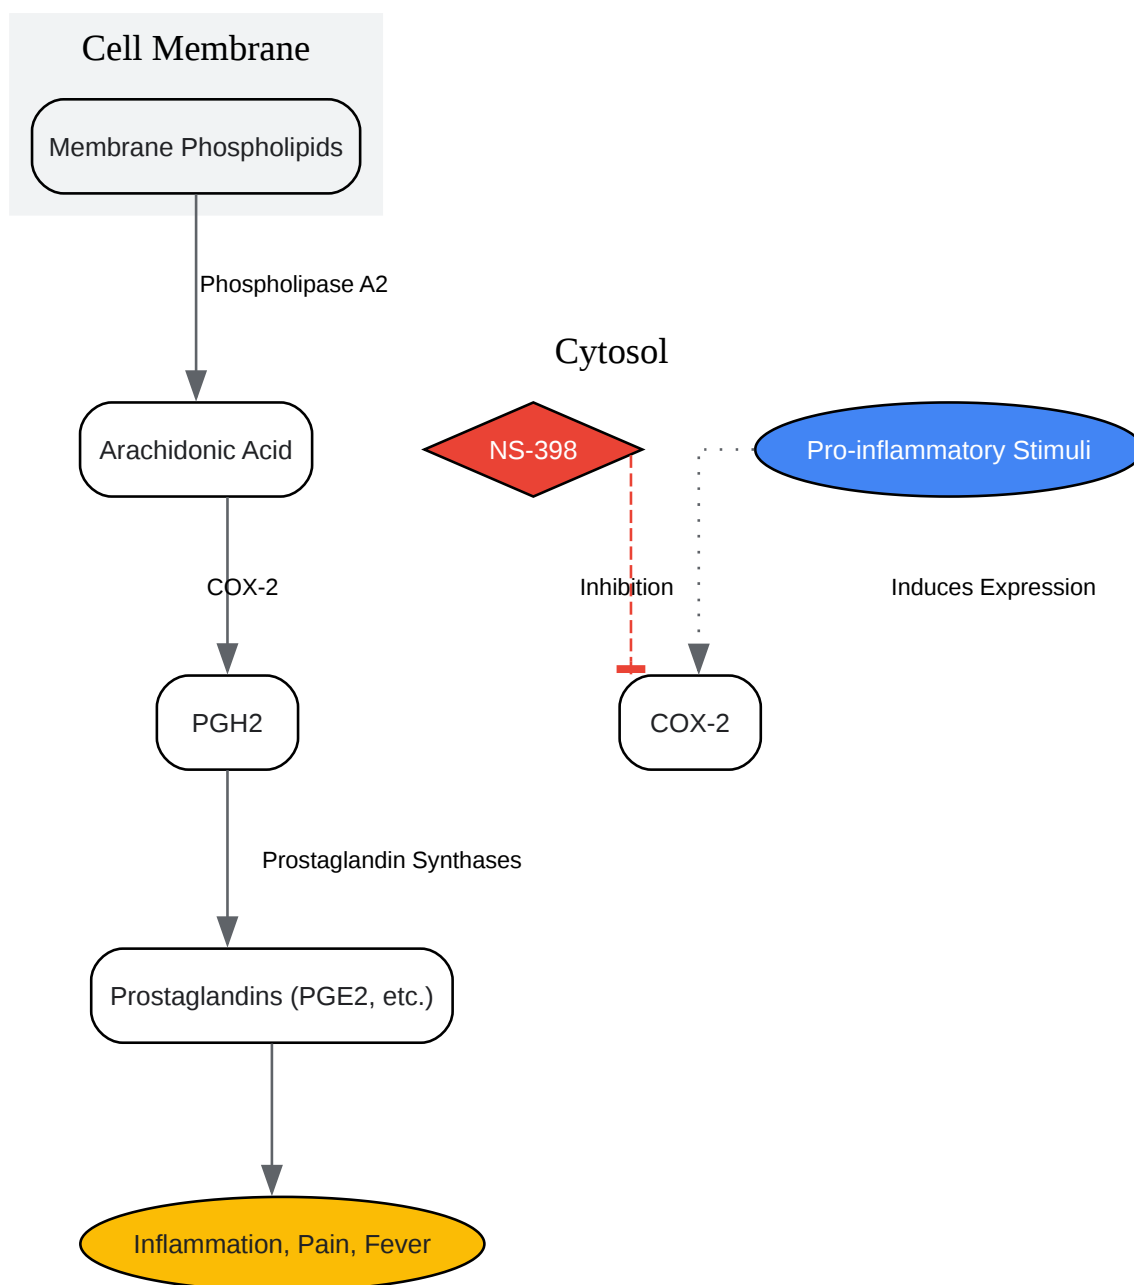 Cell Membrane
Membrane Phospholipids
Phospholipase A2
Cytosol
Arachidonic Acid
NS-398
Pro-inflammatory Stimuli
COX-2
Inhibition
Induces Expression
PGH2
COX-2
Prostaglandin Synthases
Prostaglandins (PGE2, etc.)
Inflammation, Pain, Fever